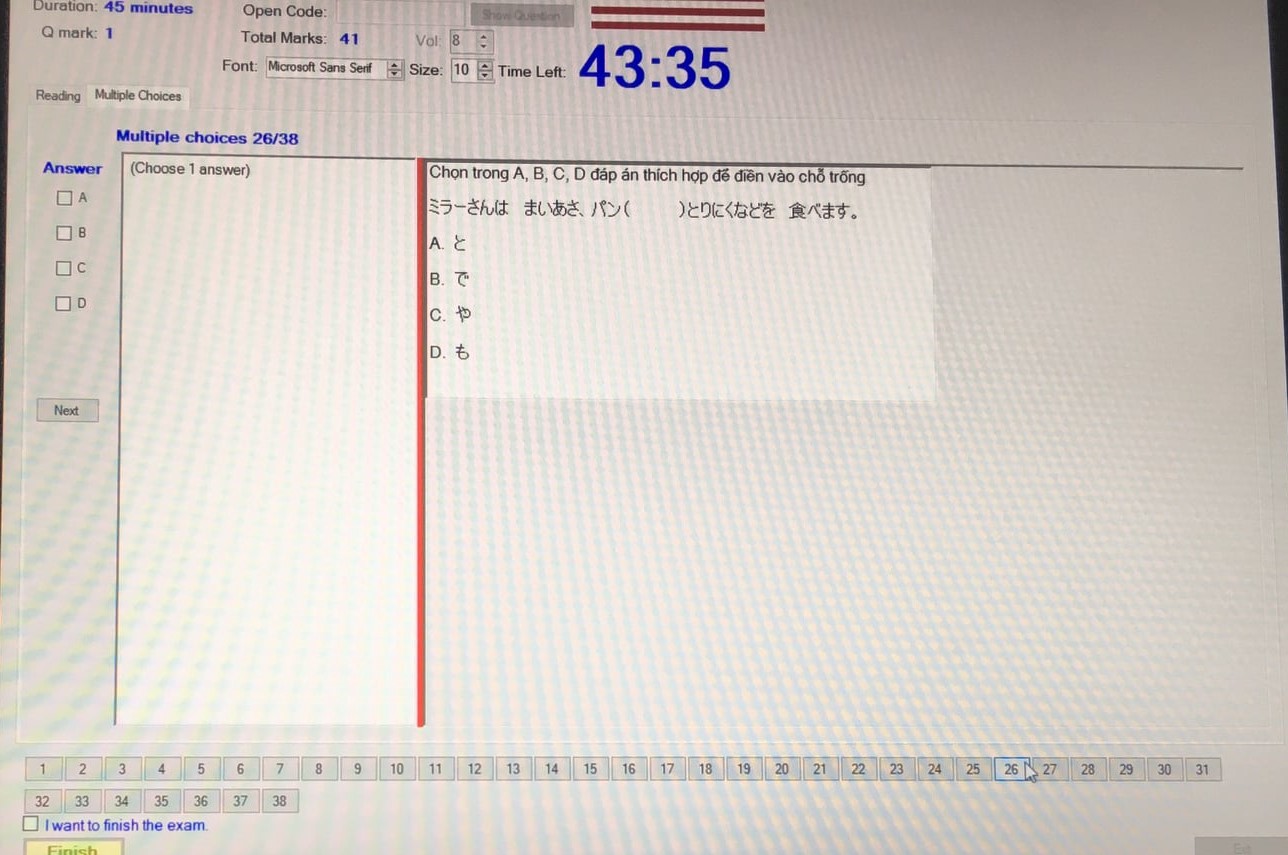 Duration: 45 minutes
Q mark: 1
Open Code:
Show Question
Total Marks: 41
Vol: 8
Font: Microsoft Sans Serif
Size: 10
Time Left: 43:35
Reading
Multiple Choices
Multiple choices 26/38
Answer
A
B
C
D
Next
(Choose 1 answer)
Chọn trong A, B, C, D đáp án thích hợp để điền vào chỗ trống
ミラーさんは まいあさ、パン( )とりにくなどを 食べます。
A. と
B. で
C. や
D. も
1 2 3 4 5 6 7 8 9 10 11 12 13 14 15 16 17 18 19 20 21 22 23 24 25 26 27 28 29 30 31
32 33 34 35 36 37 38
I want to finish the exam.
Finish